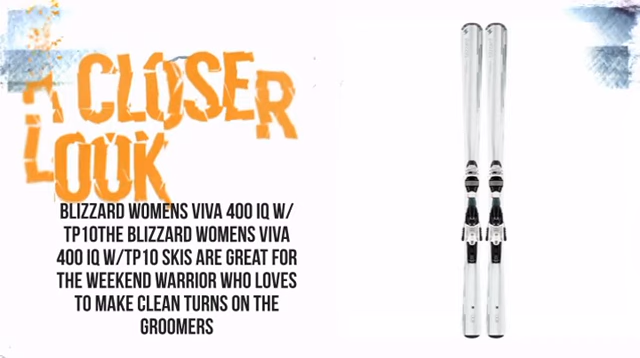 A CLOSER
LOOK
BLIZZARD WOMENS VIVA 400 IQ W/
TP10THE BLIZZARD WOMENS VIVA
400 IQ W/TP10 SKIS ARE GREAT FOR
THE WEEKEND WARRIOR WHO LOVES
TO MAKE CLEAN TURNS ON THE
GROOMERS